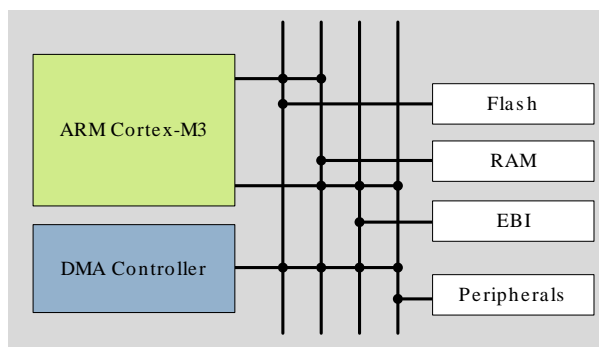 ARM Cortex-M3
Flash
RAM
EBI
DMA Controller
Peripherals